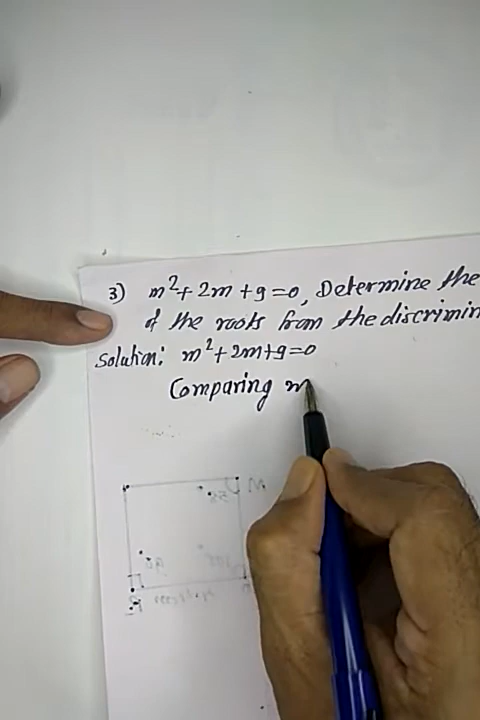 3) m²+2m+9=0, Determine the
of the roots from the discrimin
Solution: m²+2m+9=0
Comparing m